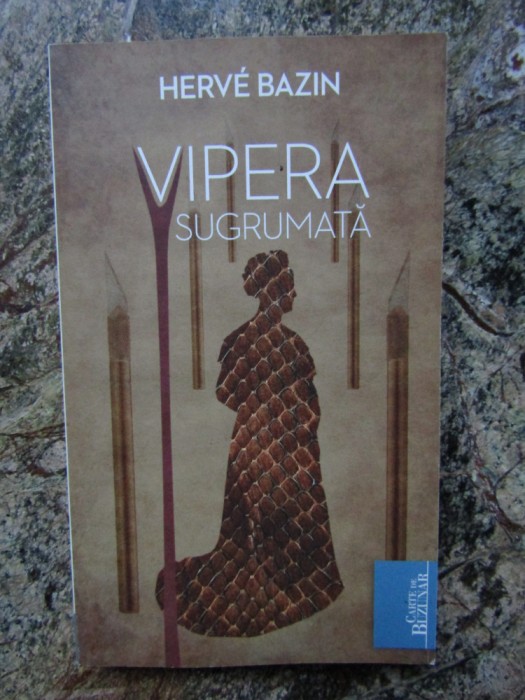 HERVÉ BAZIN
VIPERA
SUGRUMATĂ
CARTE DE
BUZUNAR